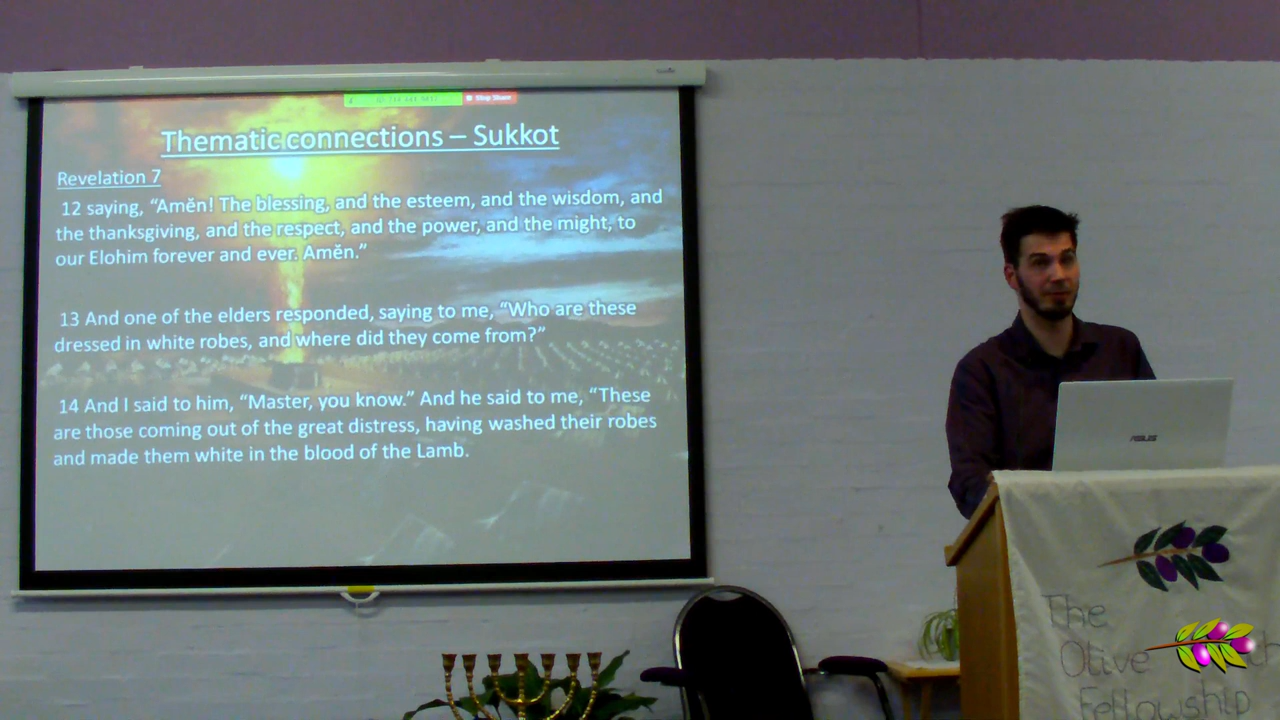 Stop Share
Thematic connections – Sukkot
Revelation 7
12 saying, “Amĕn! The blessing, and the esteem, and the wisdom, and
the thanksgiving, and the respect, and the power, and the might, to
our Elohim forever and ever. Amĕn.”
13 And one of the elders responded, saying to me, “Who are these
dressed in white robes, and where did they come from?”
14 And I said to him, “Master, you know.” And he said to me, “These
are those coming out of the great distress, having washed their robes
and made them white in the blood of the Lamb.
ASUS
The
Olive
Fellowship